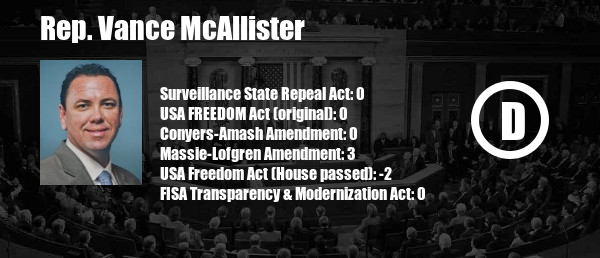 Rep. Vance McAllister
Surveillance State Repeal Act: 0
USA FREEDOM Act (original): 0
Conyers-Amash Amendment: 0
Massie-Lofgren Amendment: 3
USA Freedom Act (House passed): -2
FISA Transparency & Modernization Act: 0
D